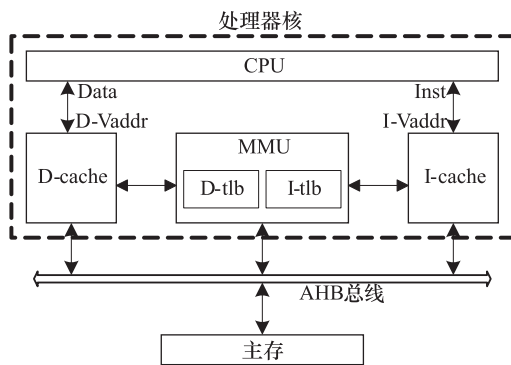 处理器核
CPU
Data
Inst
D-Vaddr
I-Vaddr
D-cache
MMU
D-tlb
I-tlb
I-cache
AHB总线
主存